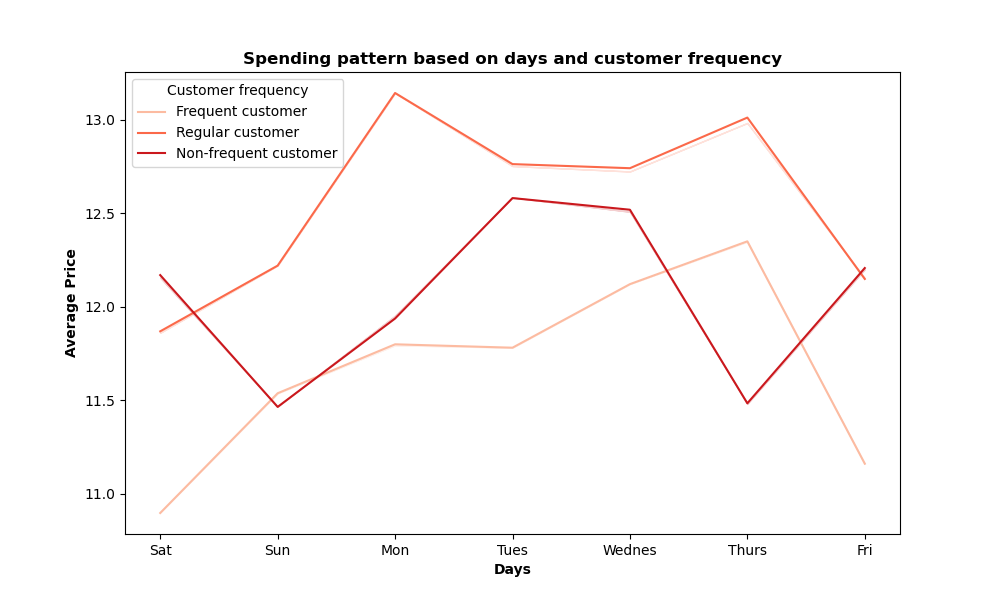 Spending pattern based on days and customer frequency
Customer frequency
Frequent customer
Regular customer
Non-frequent customer
Average Price
13.0
12.5
12.0
11.5
11.0
Sat Sun Mon Tues Wednes Thurs Fri
Days